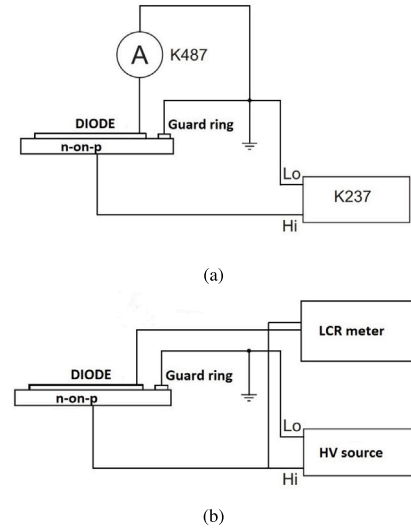 A
K487
DIODE
Guard ring
n-on-p
Lo
K237
Hi
(a)
LCR meter
DIODE
Guard ring
n-on-p
Lo
HV source
Hi
(b)